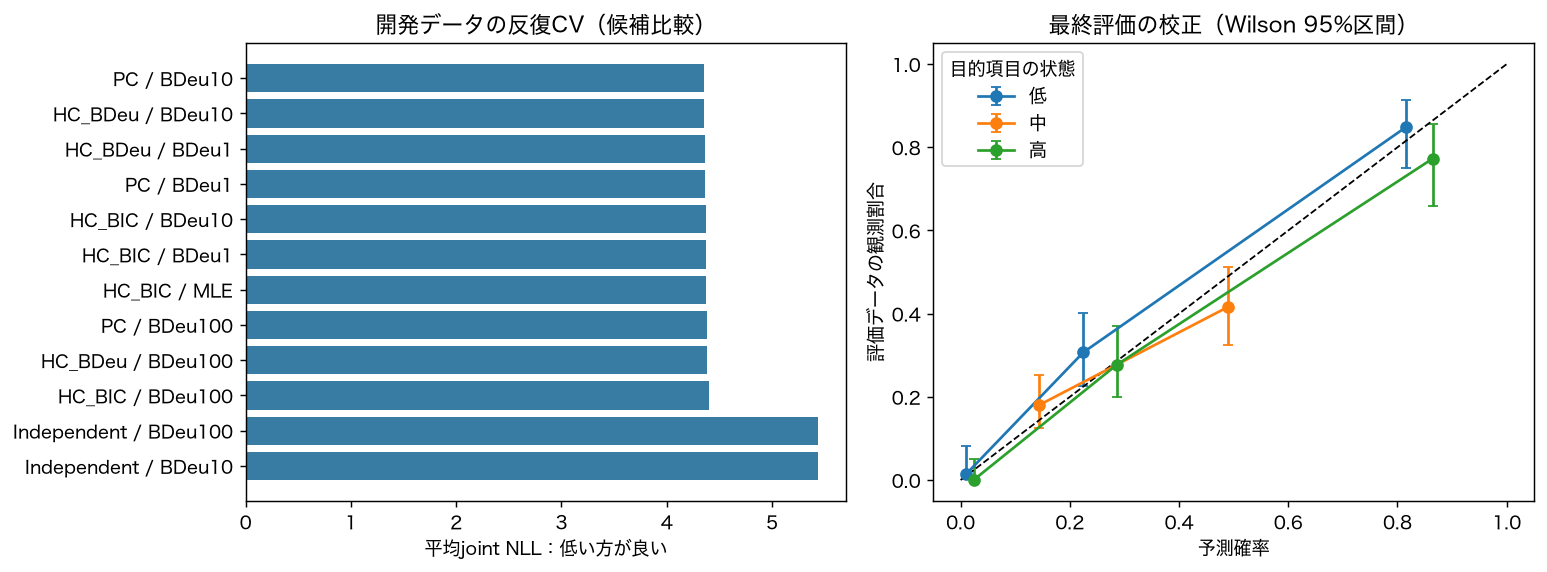 開発データの反復CV（候補比較）
PC / BDeu10
HC_BDeu / BDeu10
HC_BDeu / BDeu1
PC / BDeu1
HC_BIC / BDeu10
HC_BIC / BDeu1
HC_BIC / MLE
PC / BDeu100
HC_BDeu / BDeu100
HC_BIC / BDeu100
Independent / BDeu100
Independent / BDeu10
0 1 2 3 4 5
平均joint NLL：低い方が良い
最終評価の校正（Wilson 95%区間）
目的項目の状態
低
中
高
評価データの観測割合
1.0
0.8
0.6
0.4
0.2
0.0
0.0 0.2 0.4 0.6 0.8 1.0
予測確率